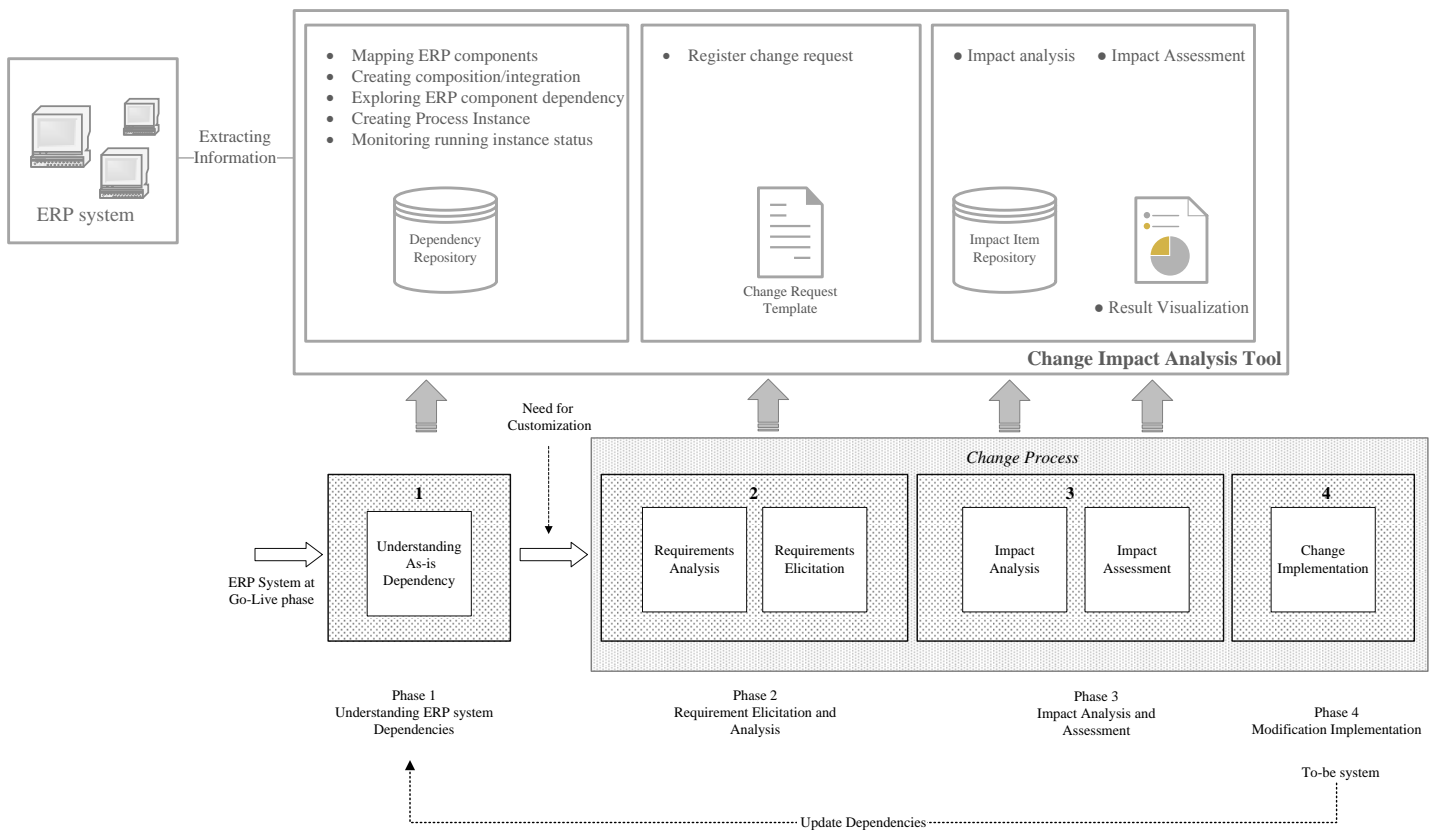 ● Mapping ERP components
● Creating composition/integration
● Exploring ERP component dependency
● Creating Process Instance
● Monitoring running instance status
● Register change request
● Impact analysis
● Impact Assessment
ERP system
Extracting
Information
Dependency
Repository
Change Request
Template
Impact Item
Repository
● Result Visualization
Change Impact Analysis Tool
Need for
Customization
Change Process
1
Understanding
As-is
Dependency
2
Requirements
Analysis
Requirements
Elicitation
3
Impact
Analysis
Impact
Assessment
4
Change
Implementation
ERP System at
Go-Live phase
Phase 1
Understanding ERP system
Dependencies
Phase 2
Requirement Elicitation and
Analysis
Phase 3
Impact Analysis and
Assessment
Phase 4
Modification Implementation
To-be system
Update Dependencies